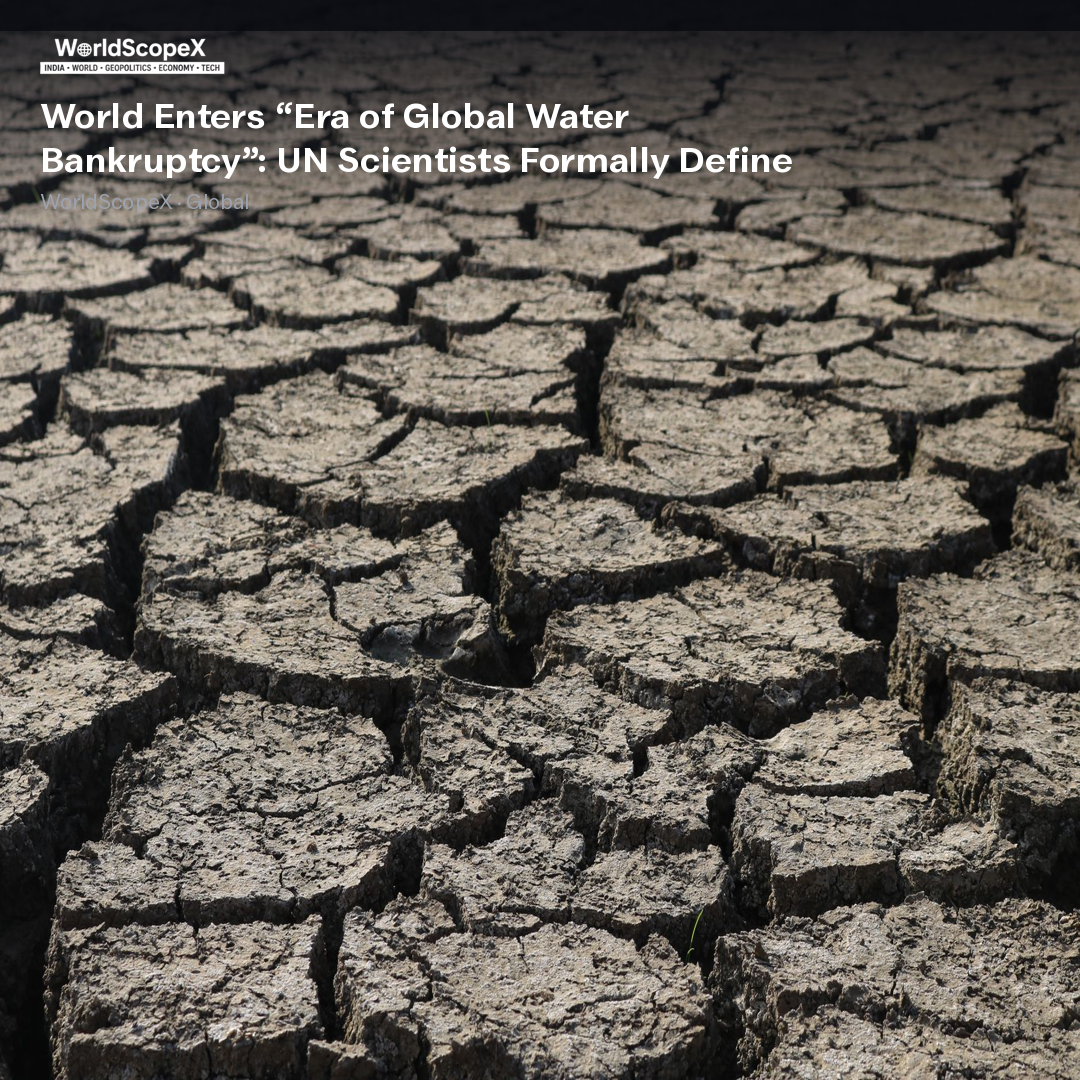 WorldScopeX
INDIA • WORLD • GEOPOLITICS • ECONOMY • TECH
World Enters “Era of Global Water
Bankruptcy”: UN Scientists Formally Define
WorldScopeX · Global